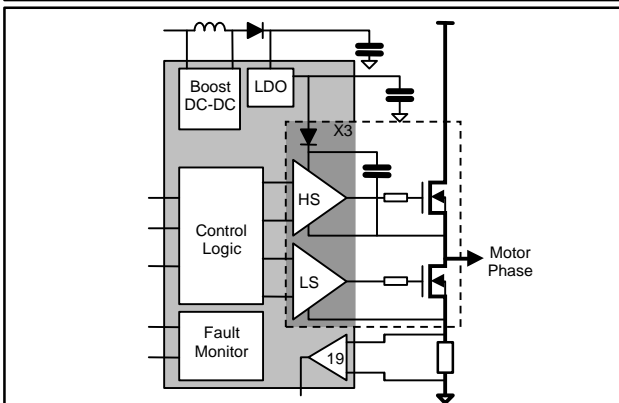 Boost
DC-DC
LDO
X3
HS
Control
Logic
LS
Motor
Phase
Fault
Monitor
19